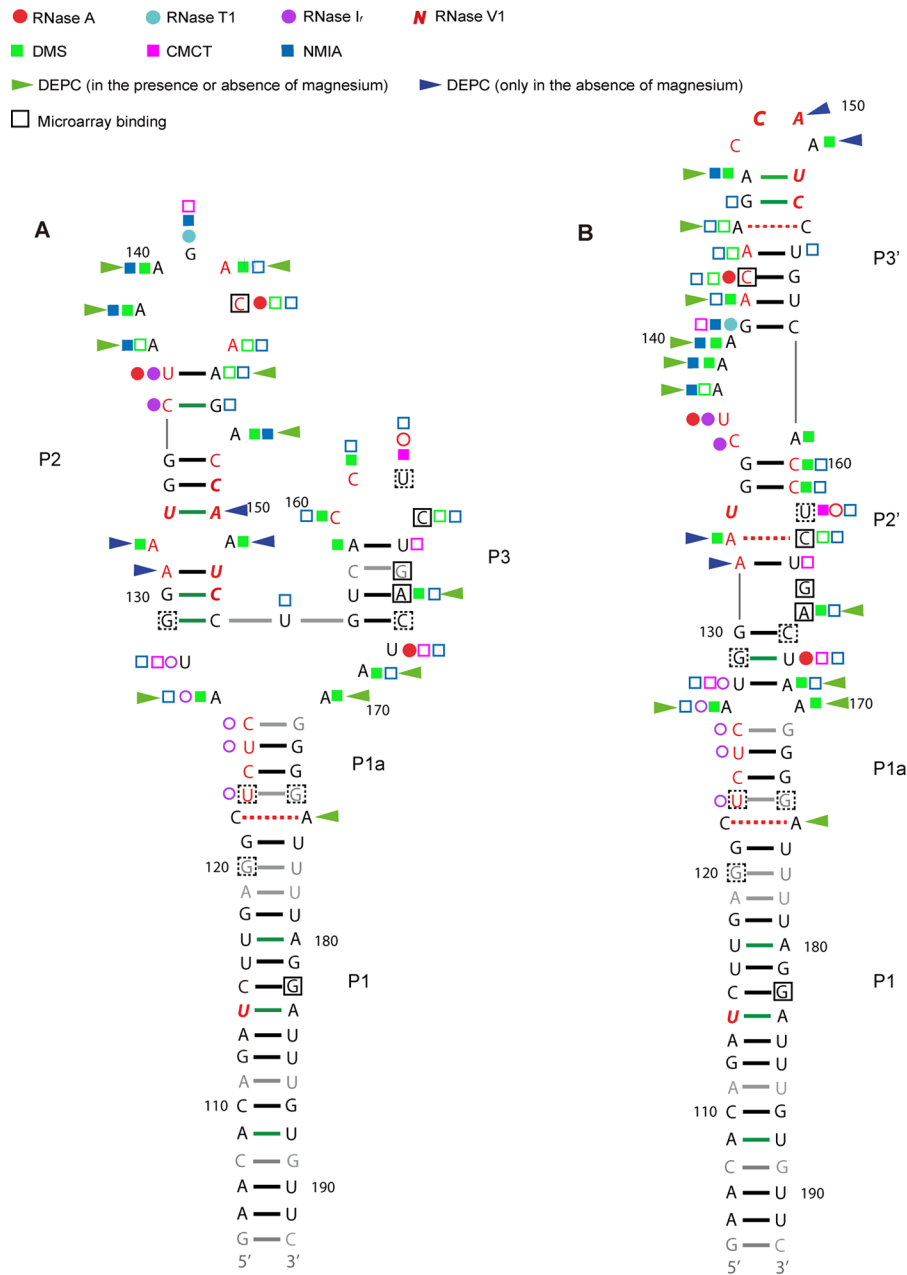 RNase A
RNase T1
RNase Ir
N RNase V1
DMS
CMCT
NMIA
DEPC (in the presence or absence of magnesium)
DEPC (only in the absence of magnesium)
Microarray binding
A
G
140
A A
A C
A A
U A
C G
A
P2
G C
G C
U A 150
A A
A U
130 G C
G C U G C
160 C C U
C
A U
C G
U A
P3
U U
A
A A 170
C G
U G
C G
P1a
U G
C A
G U
120 G U
A U
G U
U A 180
U G
P1
C G
U A
A U
G U
A U
110 C G
A U
C G
A U 190
A U
G C
5′ 3′
B
C A 150
C A
A U
G C
A C
P3'
A U
C G
A U
G C
140 A
A
A
U
C A
G C 160
G C
U U
P2'
A C
A U
G
A
130 G C
G U
U A
A A 170
C G
U G
C G
P1a
U G
C A
G U
120 G U
A U
G U
U A 180
U G
P1
C G
U A
A U
G U
A U
110 C G
A U
C G
A U 190
A U
G C
5′ 3′